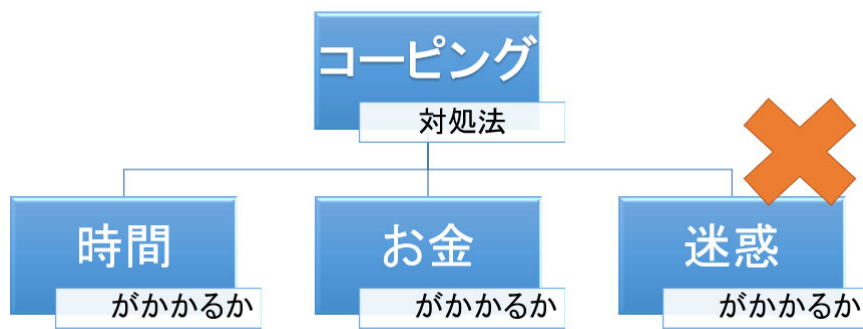 コーピング
対処法
時間
お金
迷惑
がかかるか
がかかるか
がかかるか